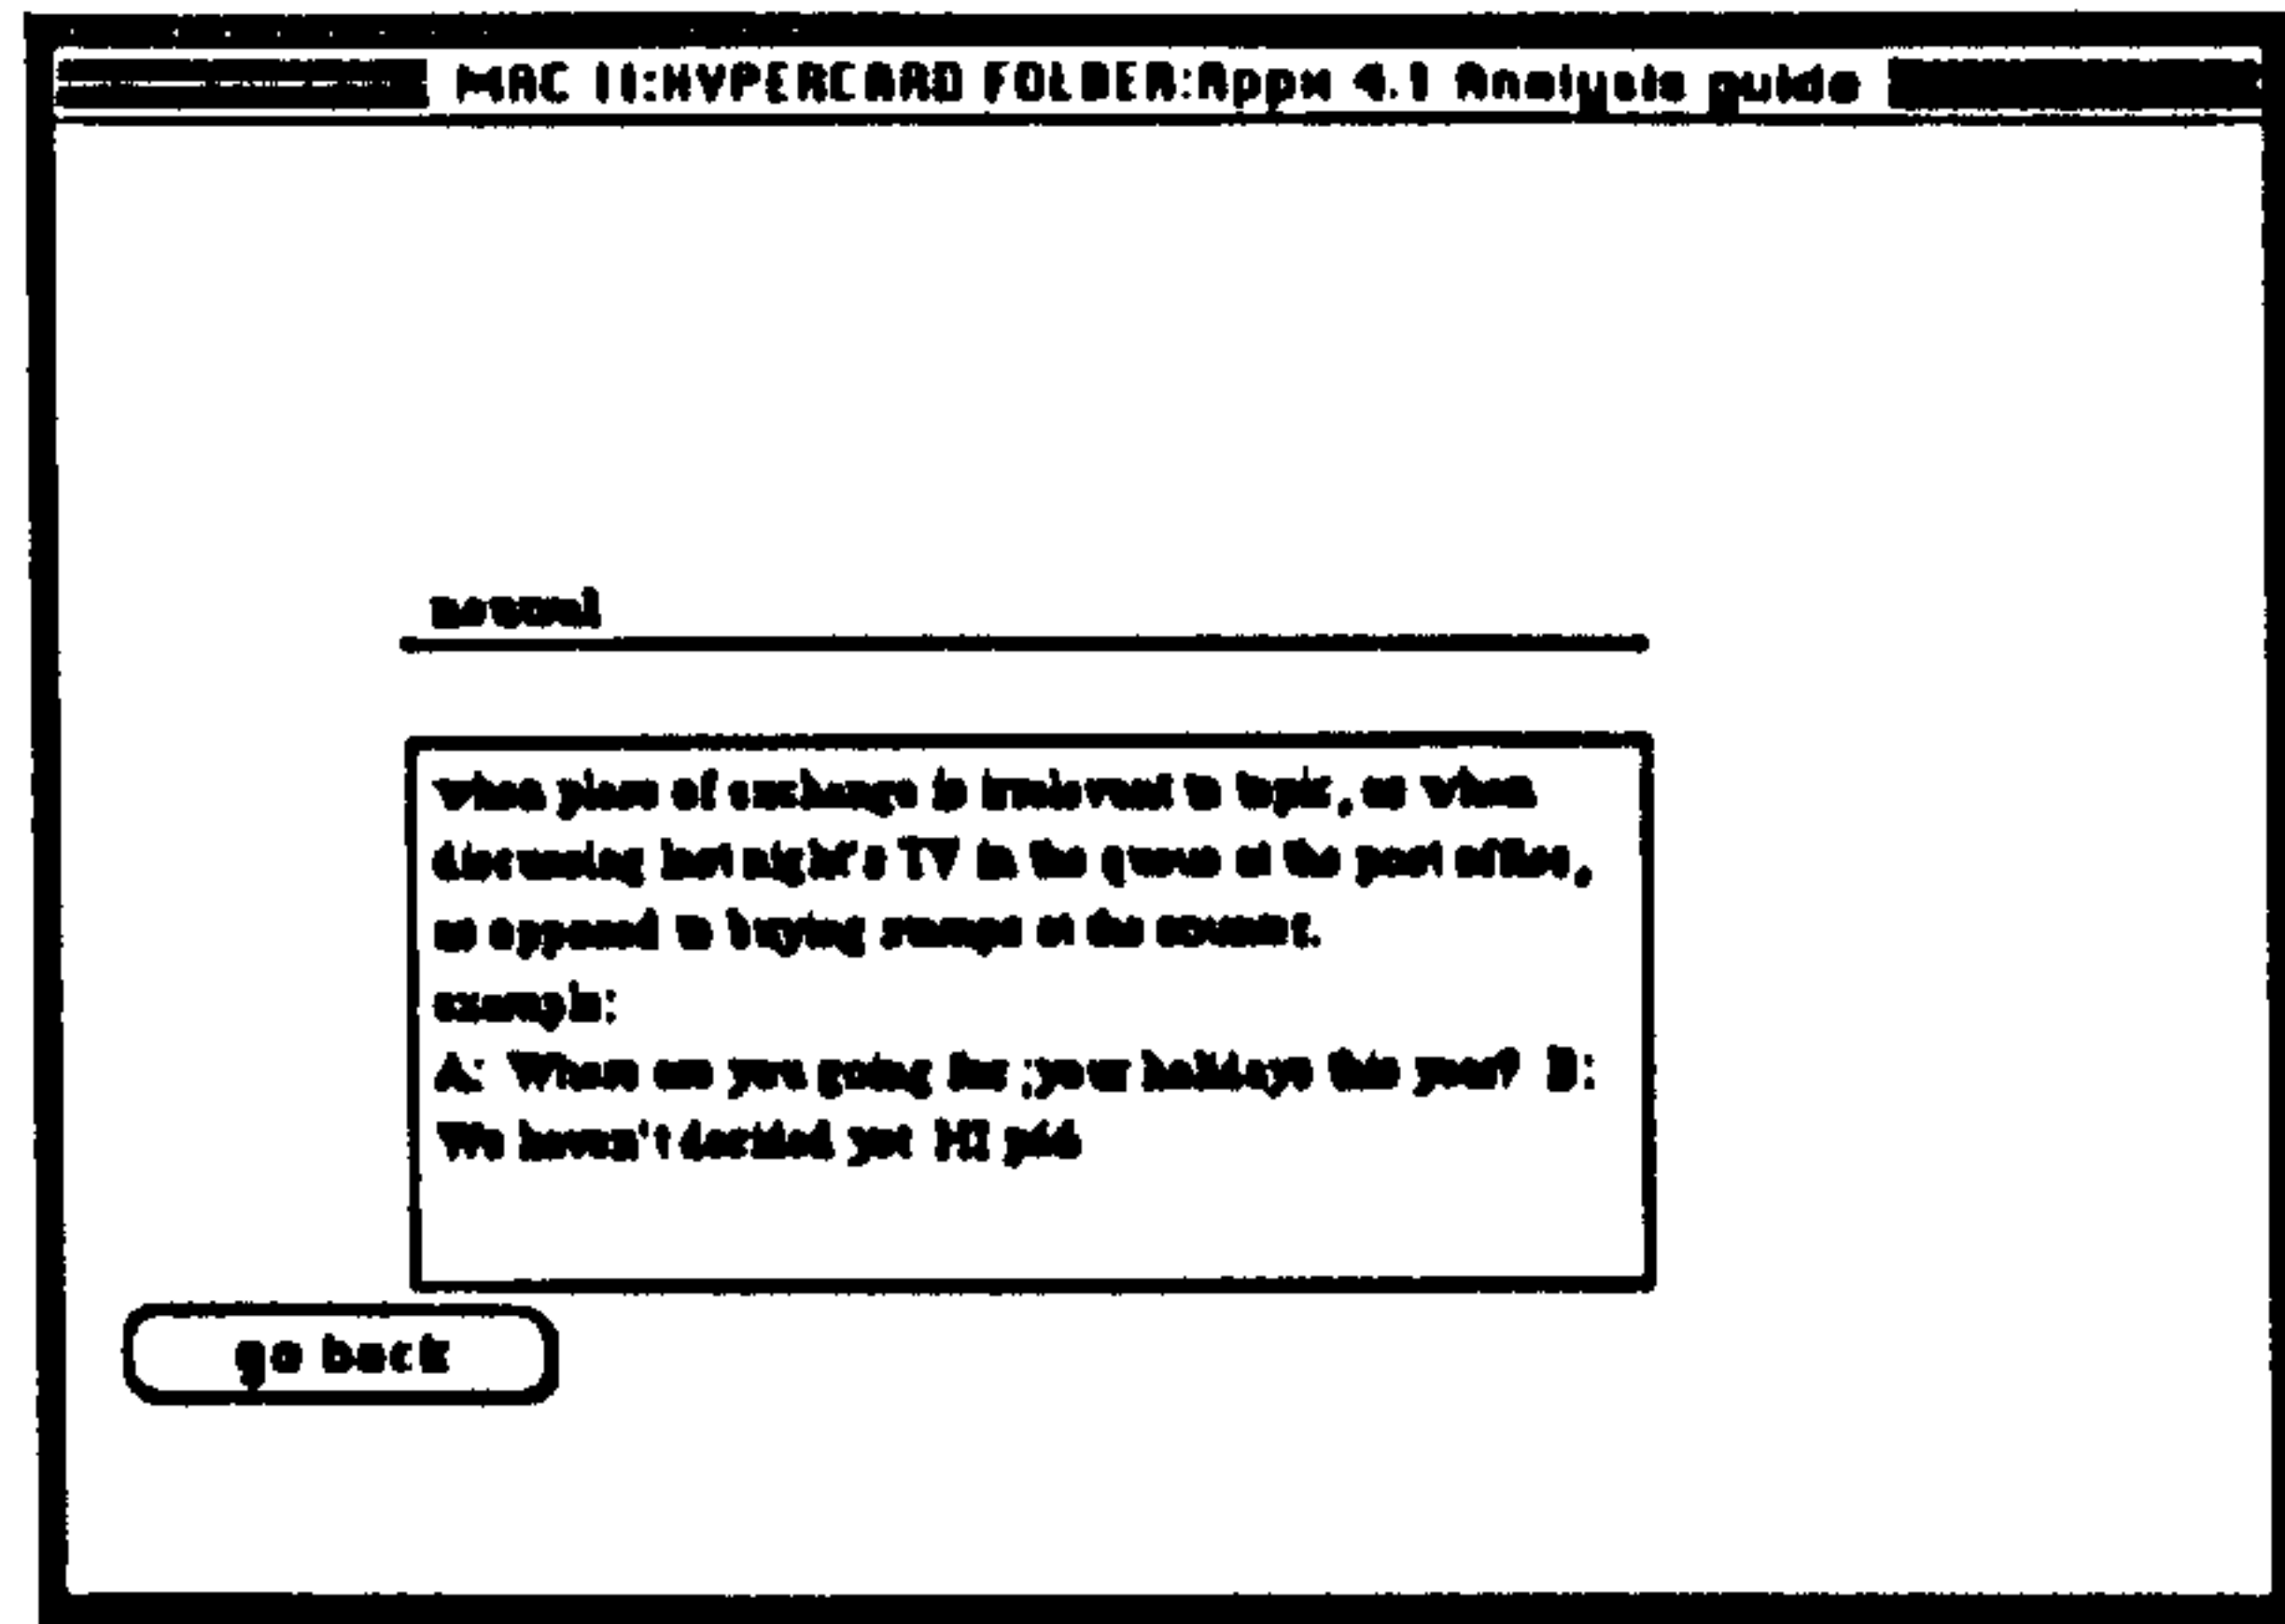 MAC II:HYPERCARD FOLDER:Appx 4.1 Analysis guide
when place of exchange is irrelevant to topic, as when
discussing last night's TV in the queue at the post office,
as opposed to buying stamps at the counter.
example:
A: Where are you going for ;your holidays this year? B:
We haven't decided yet
go back